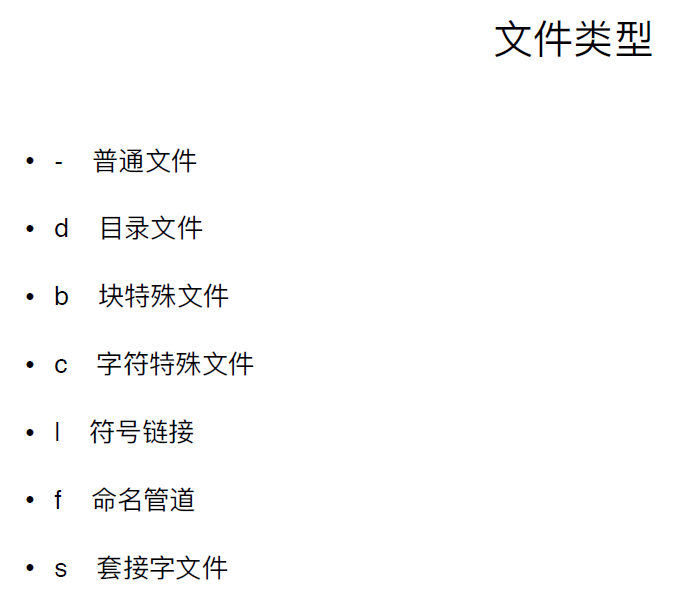 文件类型
• - 普通文件
• d 目录文件
• b 块特殊文件
• c 字符特殊文件
• l 符号链接
• f 命名管道
• s 套接字文件